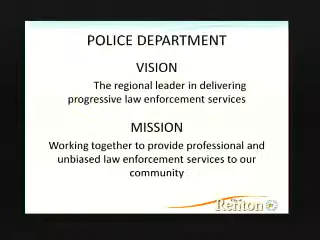 POLICE DEPARTMENT
VISION
The regional leader in delivering
progressive law enforcement services
MISSION
Working together to provide professional and
unbiased law enforcement services to our
community
Renton